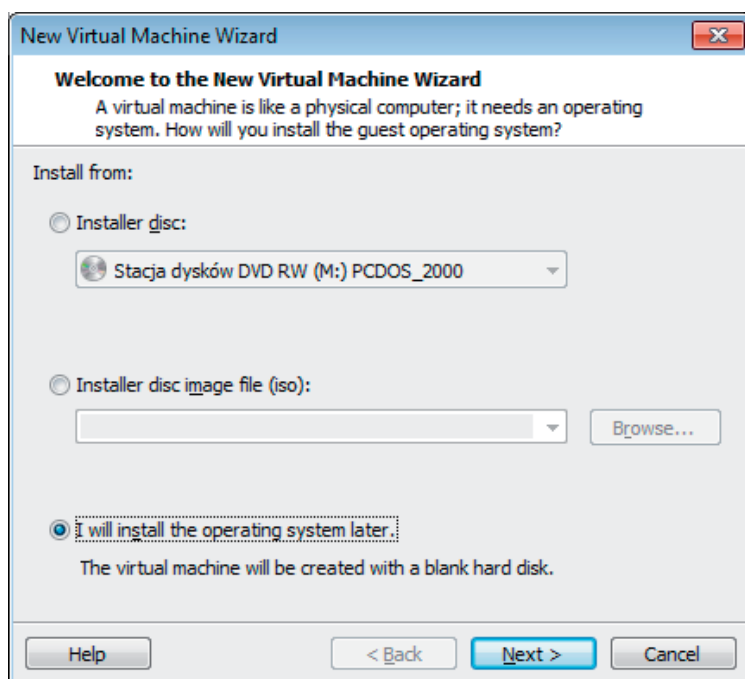 New Virtual Machine Wizard
Welcome to the New Virtual Machine Wizard
A virtual machine is like a physical computer; it needs an operating
system. How will you install the guest operating system?
Install from:
Installer disc:
Stacja dysków DVD RW (M:) PCDOS_2000
Installer disc image file (iso):
Browse...
I will install the operating system later.
The virtual machine will be created with a blank hard disk.
Help < Back Next > Cancel